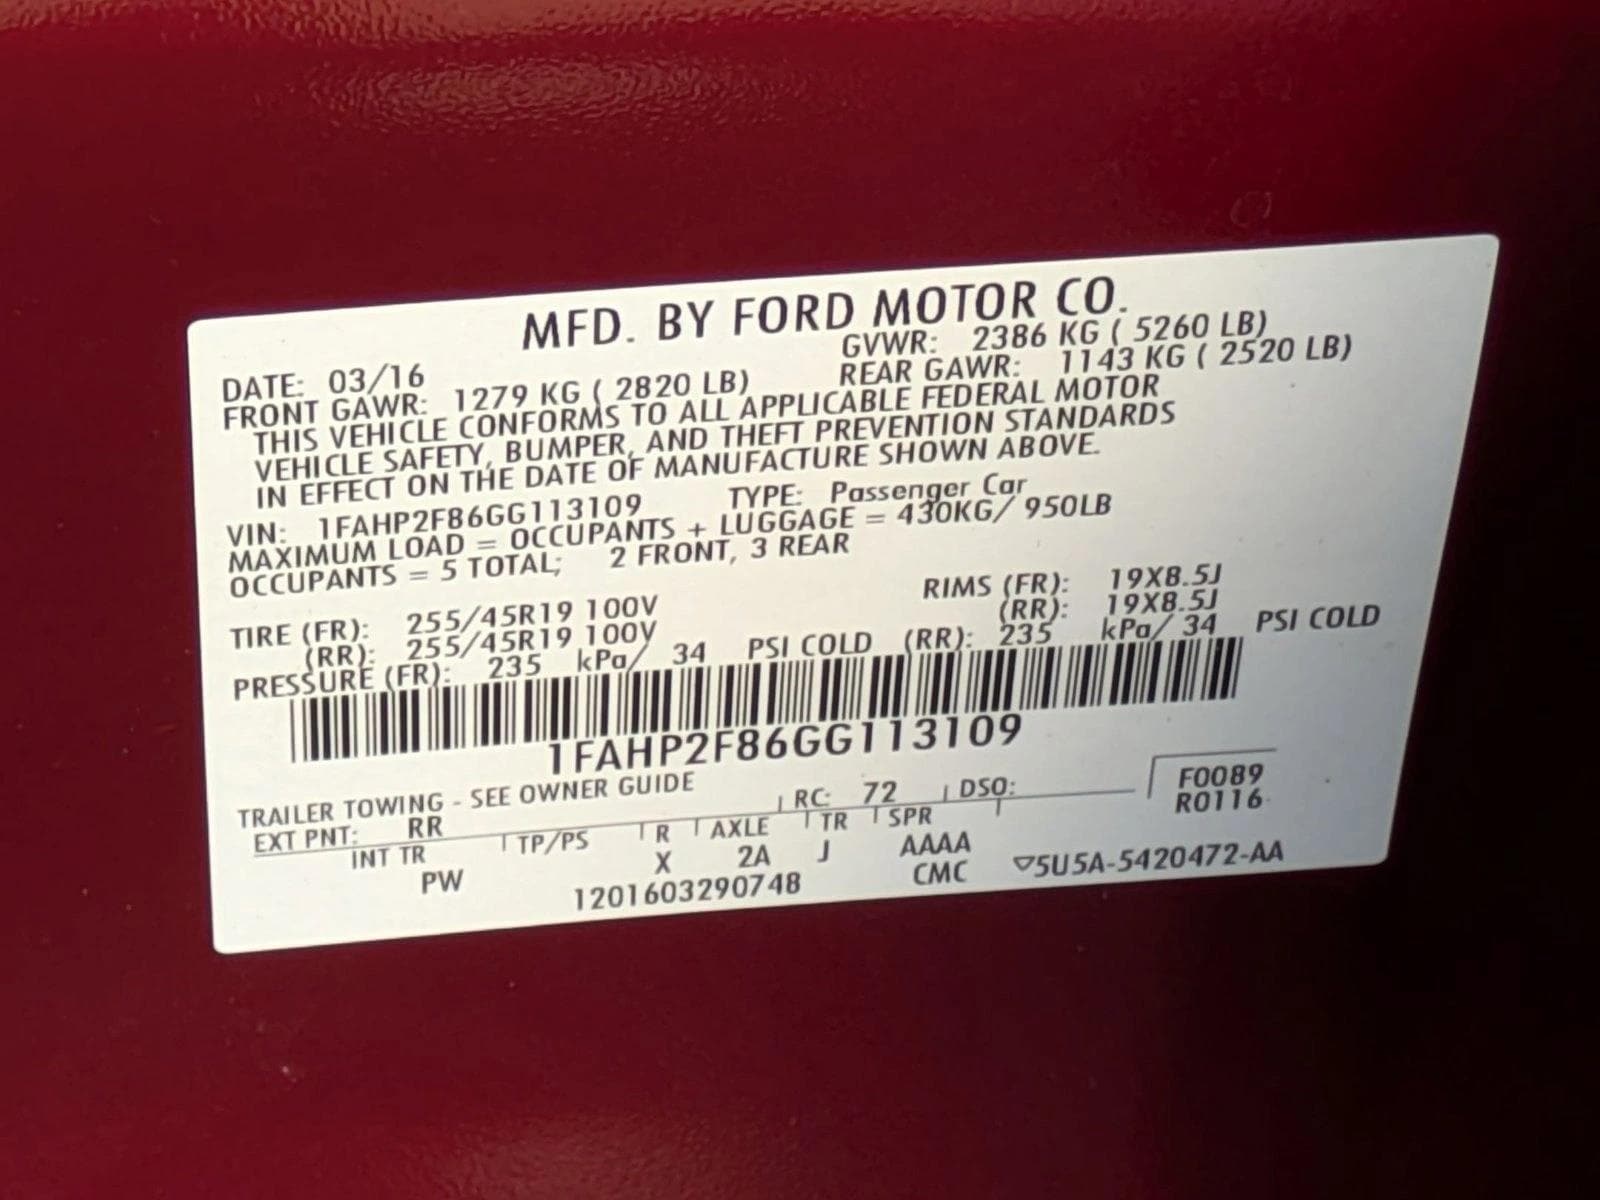 MFD. BY FORD MOTOR CO.
DATE: 03/16 GVWR: 2386 KG ( 5260 LB)
FRONT GAWR: 1279 KG ( 2820 LB) REAR GAWR: 1143 KG ( 2520 LB)
THIS VEHICLE CONFORMS TO ALL APPLICABLE FEDERAL MOTOR
VEHICLE SAFETY, BUMPER, AND THEFT PREVENTION STANDARDS
IN EFFECT ON THE DATE OF MANUFACTURE SHOWN ABOVE.
VIN: 1FAHP2F86GG113109 TYPE: Passenger Car
MAXIMUM LOAD = OCCUPANTS + LUGGAGE = 430KG/ 950LB
OCCUPANTS = 5 TOTAL; 2 FRONT, 3 REAR
TIRE (FR): 255/45R19 100V RIMS (FR): 19X8.5J
(RR): 255/45R19 100V (RR): 19X8.5J
PRESSURE (FR): 235 kPa/ 34 PSI COLD (RR): 235 kPa/ 34 PSI COLD
1FAHP2F86GG113109
TRAILER TOWING - SEE OWNER GUIDE
EXT PNT: RR RC: 72 DSO: F0089
R0116
INT TR TP/PS R AXLE TR SPR
PW X 2A J AAAA
CMC
1201603290748 ▽5U5A-5420472-AA